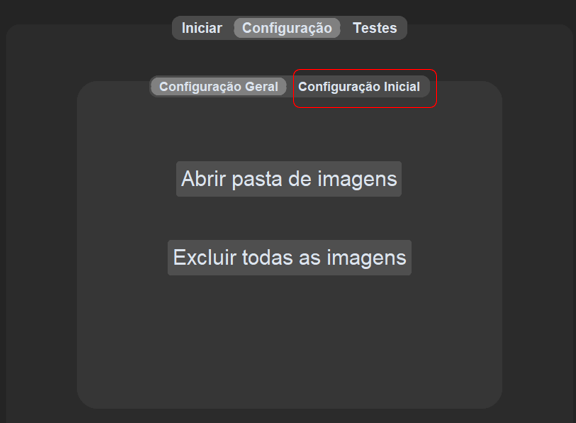 Iniciar Configuração Testes
Configuração Geral Configuração Inicial
Abrir pasta de imagens
Excluir todas as imagens